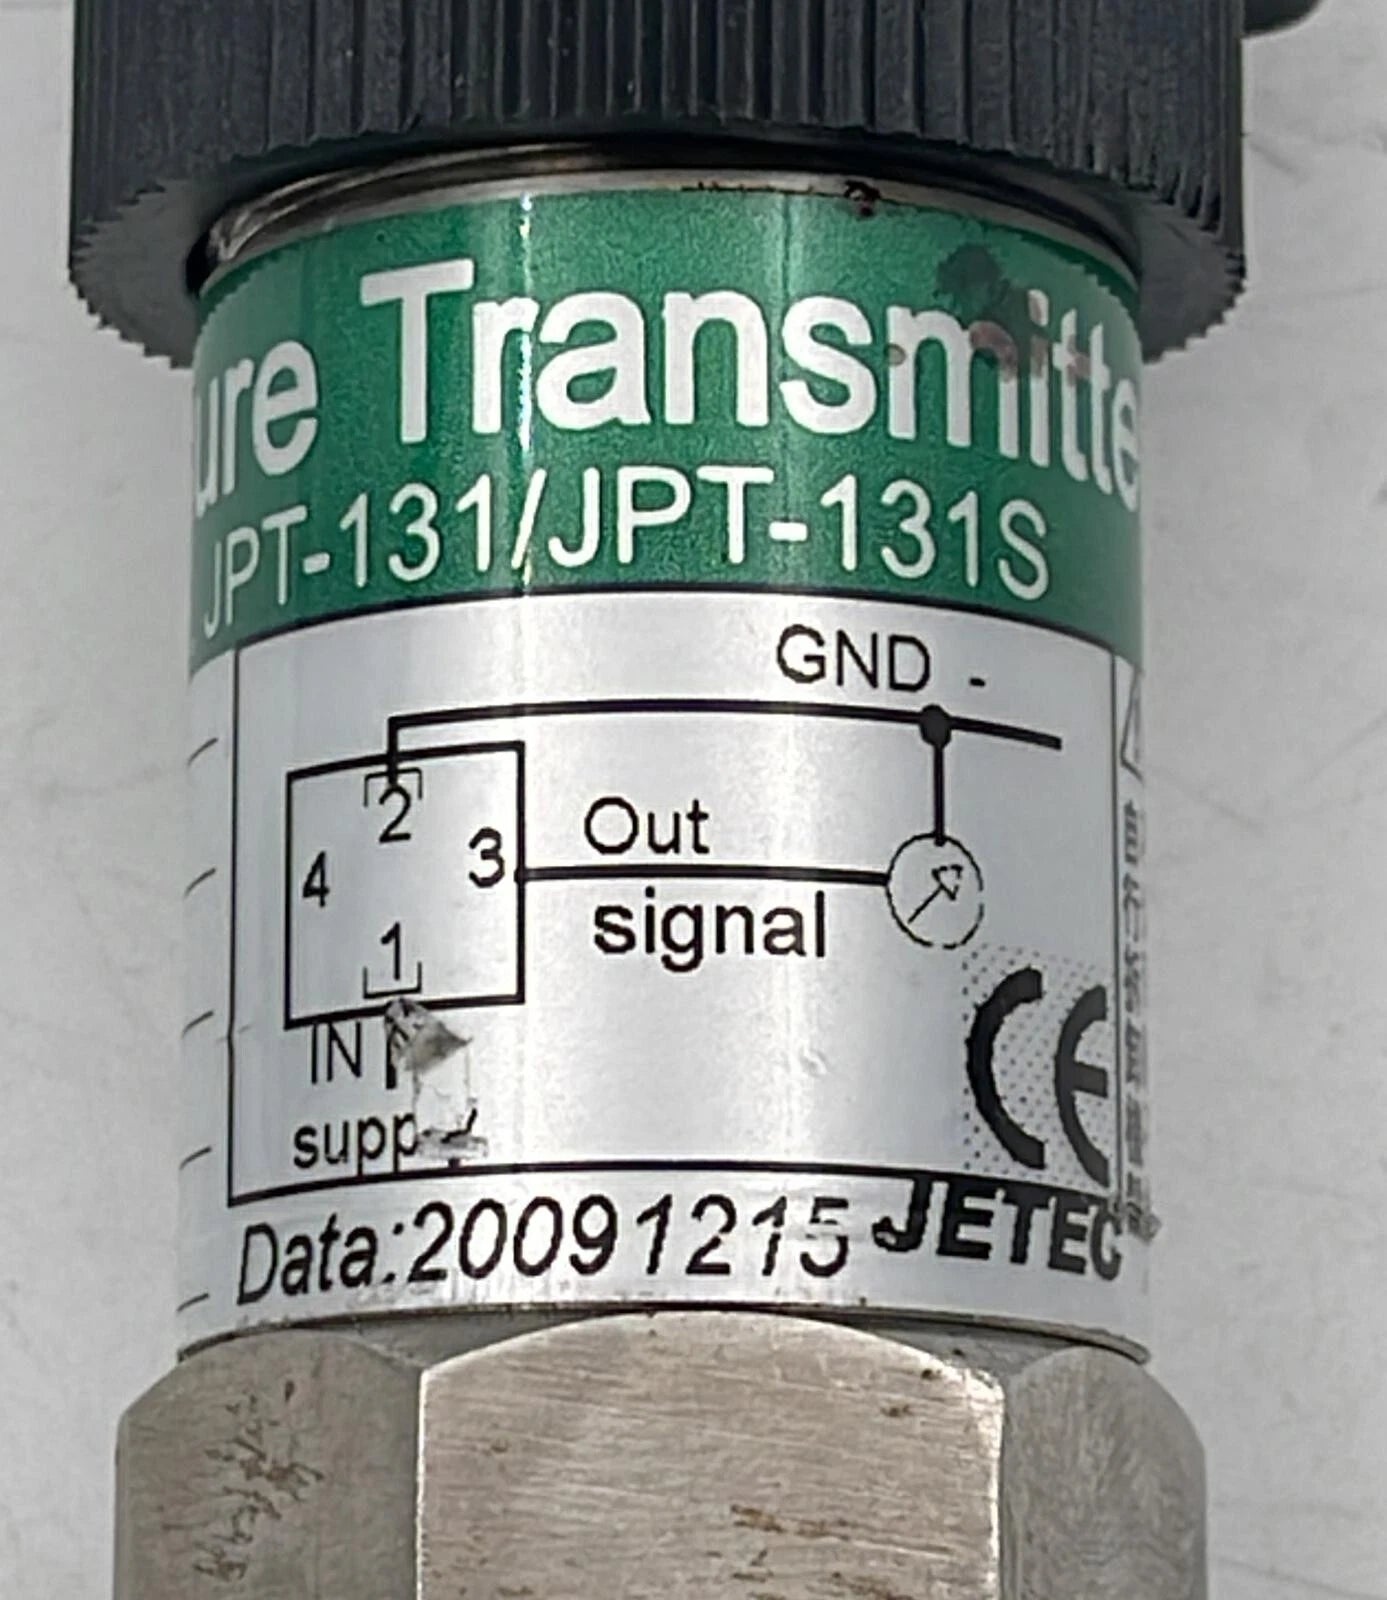 ure Transmitte
JPT-131/JPT-131S
GND -
2
4
3
Out
signal
1
IN
supp
CE
Data:20091215 JETEC